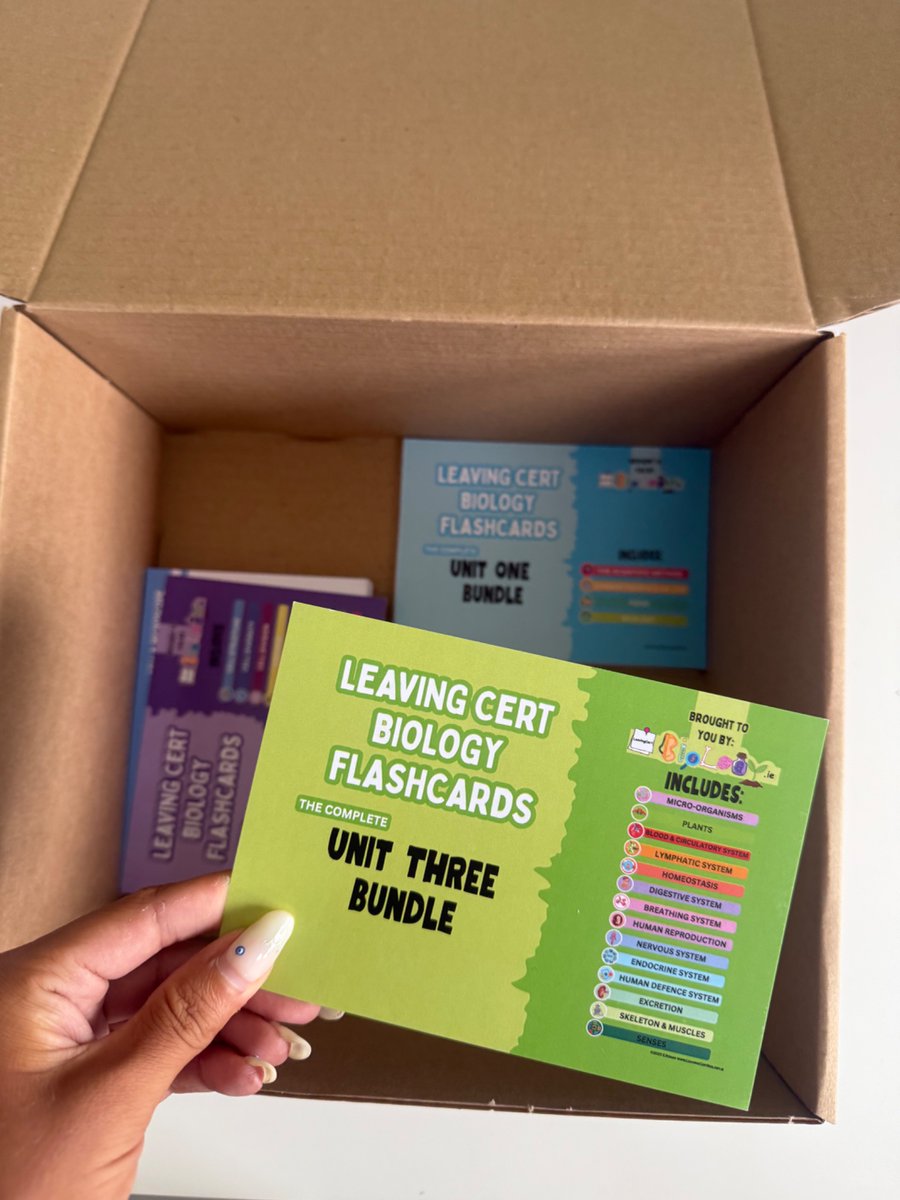 LEAVING CERT
BIOLOGY
FLASHCARDS
THE COMPLETE
UNIT ONE
BUNDLE
INCLUDES:
LEAVING CERT
BIOLOGY
FLASHCARDS
LEAVING CERT
BIOLOGY
FLASHCARDS
THE COMPLETE
UNIT THREE
BUNDLE
BROUGHT TO
YOU BY:
BioLogy.ie
INCLUDES:
MICRO-ORGANISMS
PLANTS
BLOOD & CIRCULATORY SYSTEM
LYMPHATIC SYSTEM
HOMEOSTASIS
DIGESTIVE SYSTEM
BREATHING SYSTEM
HUMAN REPRODUCTION
NERVOUS SYSTEM
ENDOCRINE SYSTEM
HUMAN DEFENCE SYSTEM
EXCRETION
SKELETON & MUSCLES
SENSES